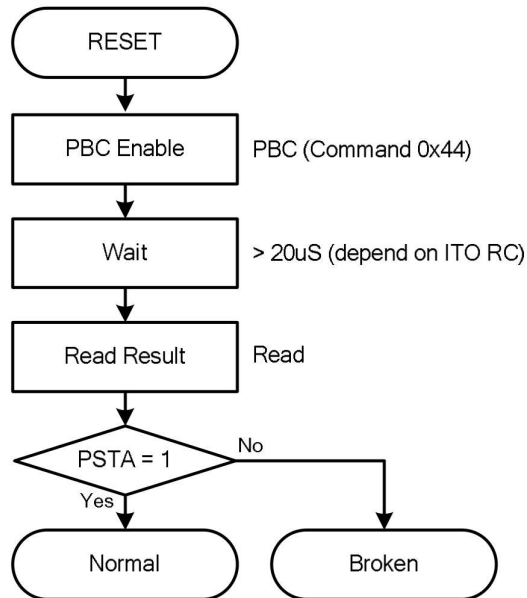 RESET
PBC Enable
PBC (Command 0x44)
Wait
> 20uS (depend on ITO RC)
Read Result
Read
PSTA = 1
No
Yes
Normal
Broken